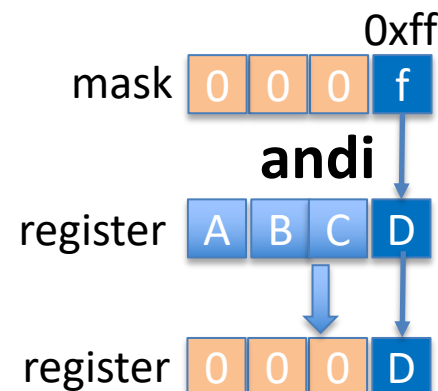 0xff
mask 0 0 0 f
andi
register A B C D
register 0 0 0 D